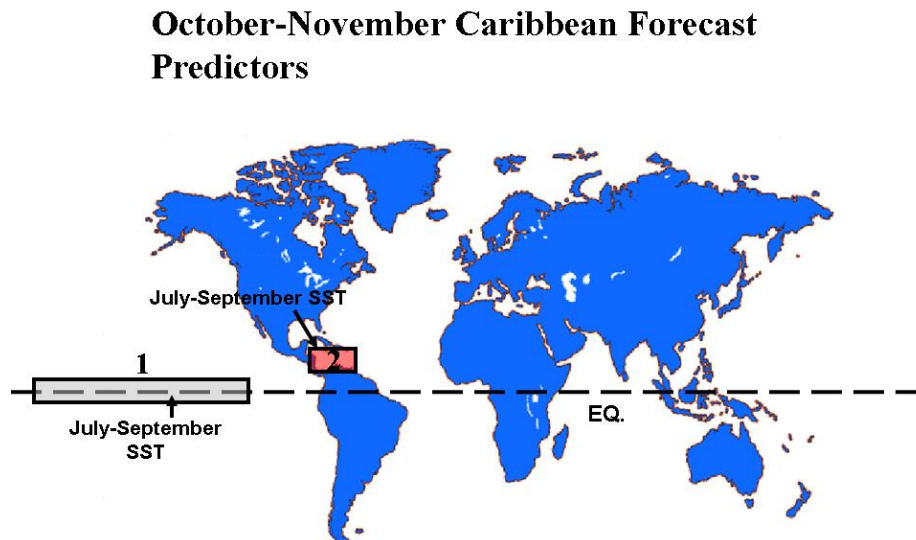 October-November Caribbean Forecast
Predictors
July-September SST
2
1
July-September
SST
EQ.